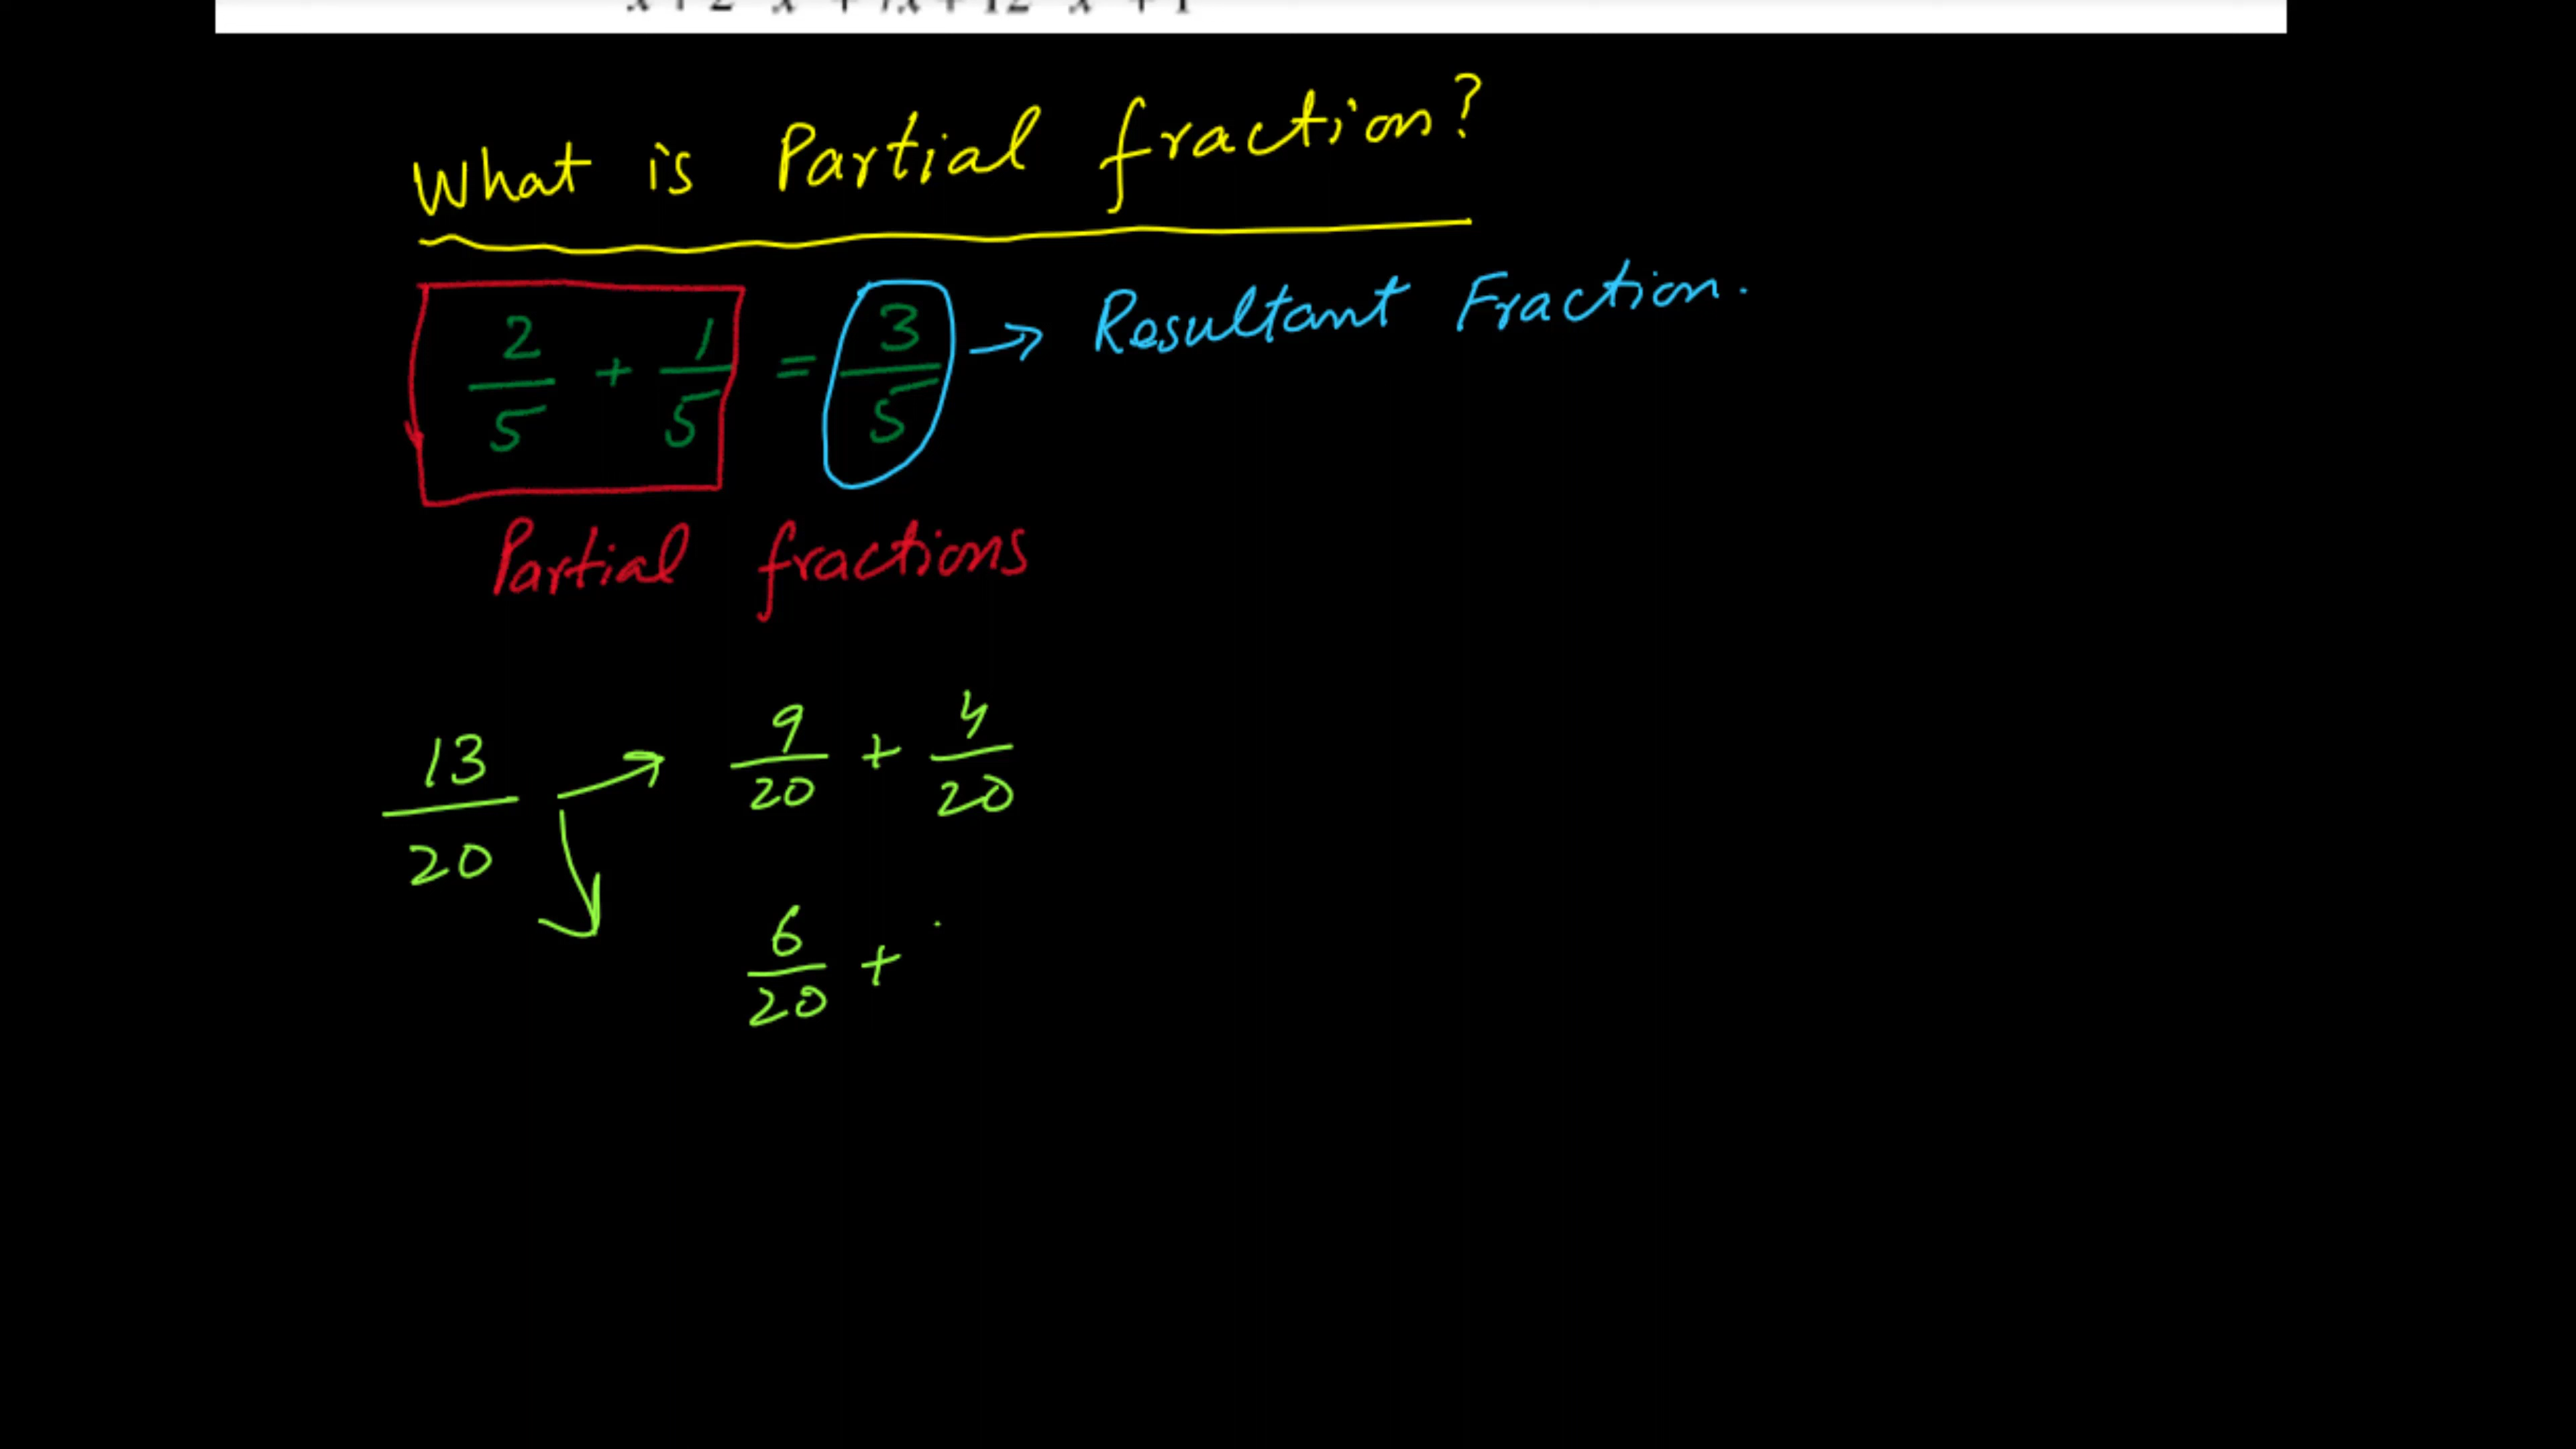 What is Partial fraction?
2/5 + 1/5 = 3/5 → Resultant Fraction.
Partial fractions
13/20 → 9/20 + 4/20
6/20 +